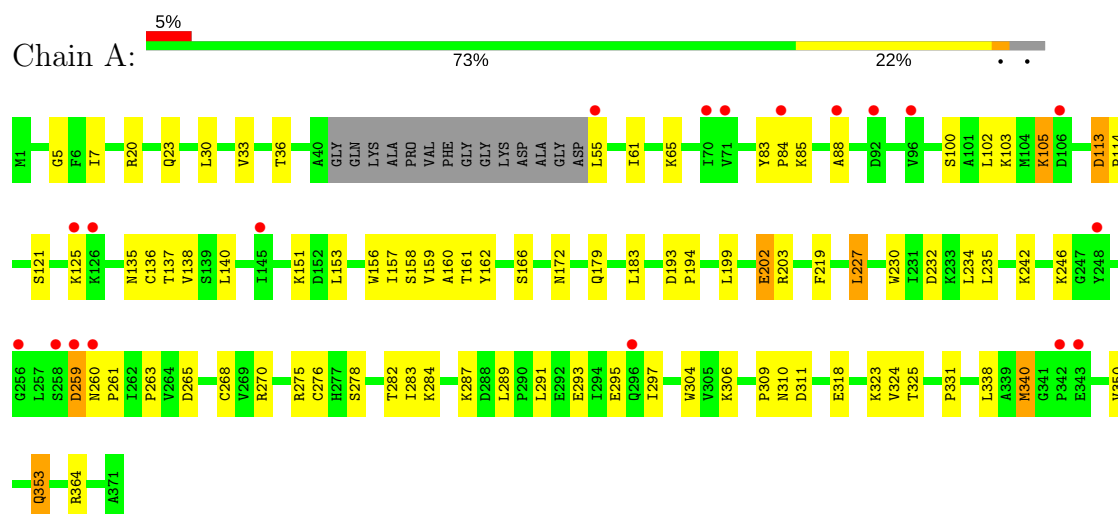 5%
Chain A:
73% 22% • •
M1 G5 F6 I7 R20 Q23 L30 V33 T36 A40 GLY GLN LYS ALA PRO VAL PHE GLY GLY LYS ASP ALA GLY ASP L55 I61 K65 I70 V71 Y83 P84 K85 A88 D92 V96 S100 A101 L102 K103 M104 K105 D106 D113
S121 K125 K126 N135 C136 T137 V138 S139 L140 I145 K151 D152 L153 W156 I157 S158 V159 A160 T161 Y162 S166 N172 Q179 L183 D193 P194 L199 E202 R203 F219 L227 W230 I231 D232 K233 L234 L235 K242 K246 G247 Y248
G256 L257 S258 D259 N260 P261 I262 P263 V264 D265 C268 V269 R270 R275 C276 H277 S278 T282 I283 K284 K287 D288 L289 P290 L291 E292 E293 I294 E295 Q296 I297 W304 V305 K306 P309 N310 D311 E318 K323 V324 T325 P331 L338 A339 M340 G341 P342 E343
Q353 R364 A371